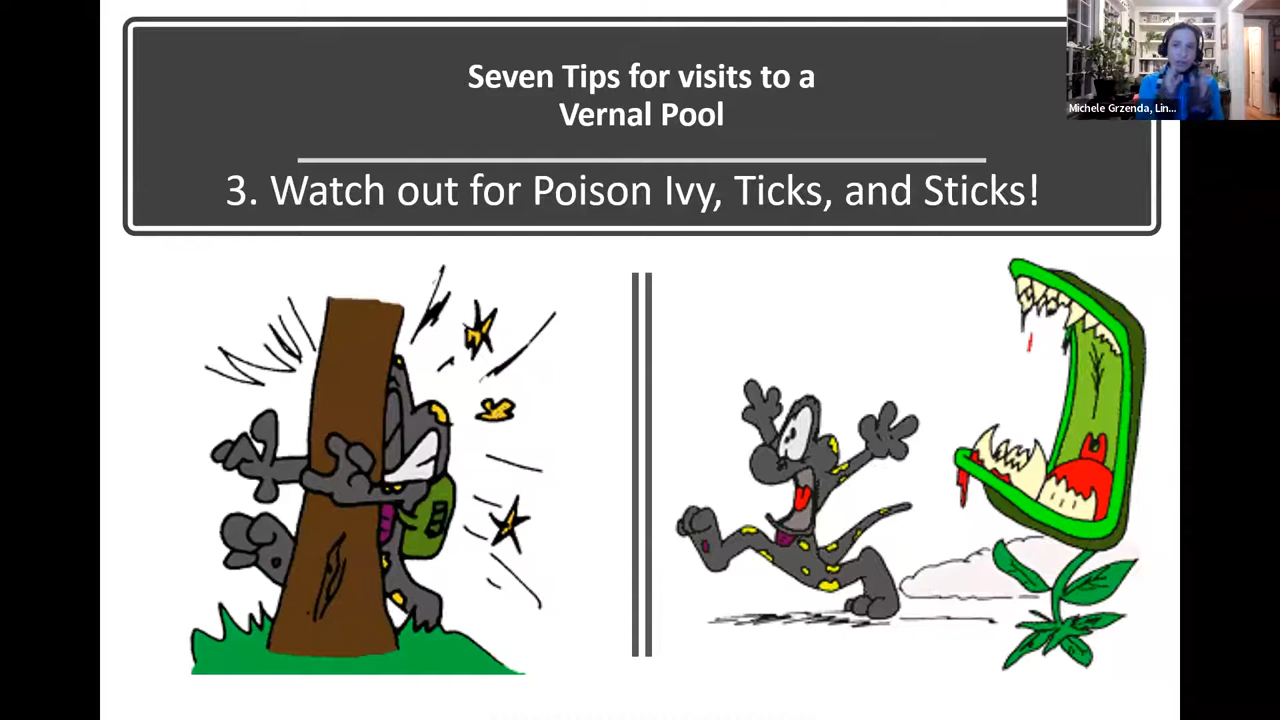 Seven Tips for visits to a
Vernal Pool
3. Watch out for Poison Ivy, Ticks, and Sticks!
Michele Grzenda, Lin...